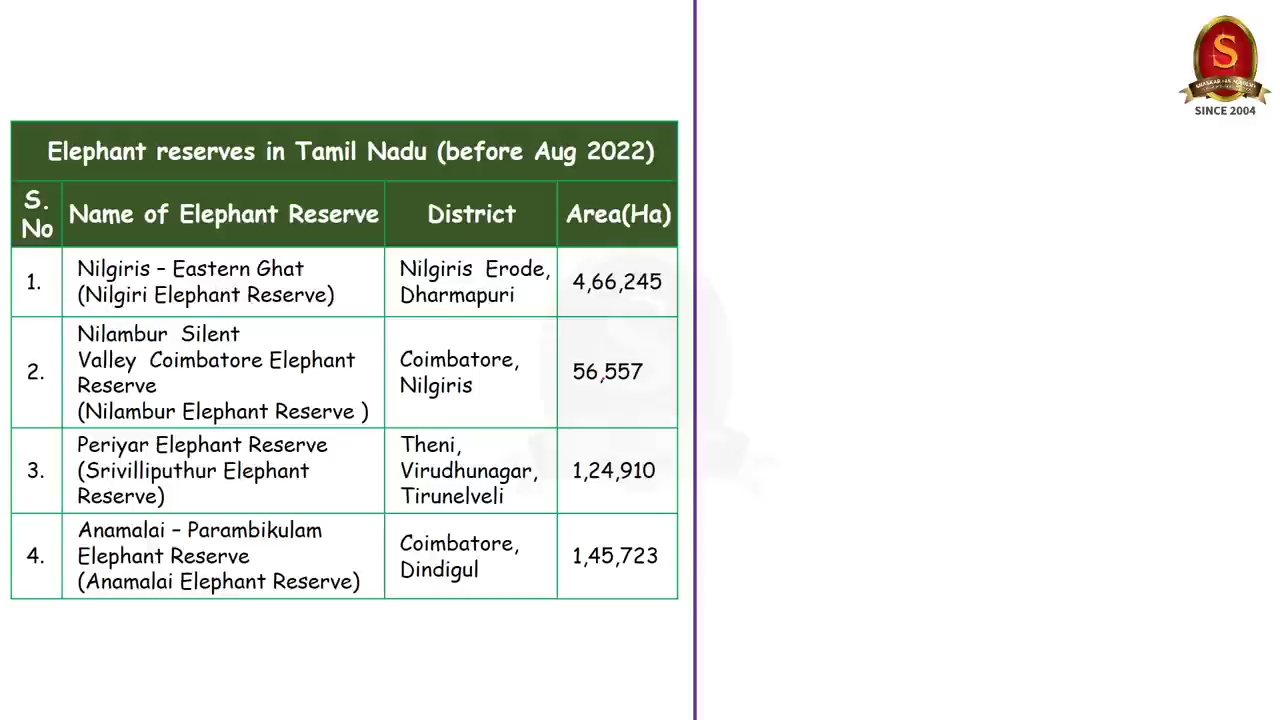 Elephant reserves in Tamil Nadu (before Aug 2022)
S. No
Name of Elephant Reserve
District
Area(Ha)
1.
Nilgiris – Eastern Ghat
(Nilgiri Elephant Reserve)
Nilgiris Erode,
Dharmapuri
4,66,245
2.
Nilambur Silent
Valley Coimbatore Elephant
Reserve
(Nilambur Elephant Reserve )
Coimbatore,
Nilgiris
56,557
3.
Periyar Elephant Reserve
(Srivilliputhur Elephant
Reserve)
Theni,
Virudhunagar,
Tirunelveli
1,24,910
4.
Anamalai – Parambikulam
Elephant Reserve
(Anamalai Elephant Reserve)
Coimbatore,
Dindigul
1,45,723
S
SHANKAR IAS ACADEMY
SINCE 2004